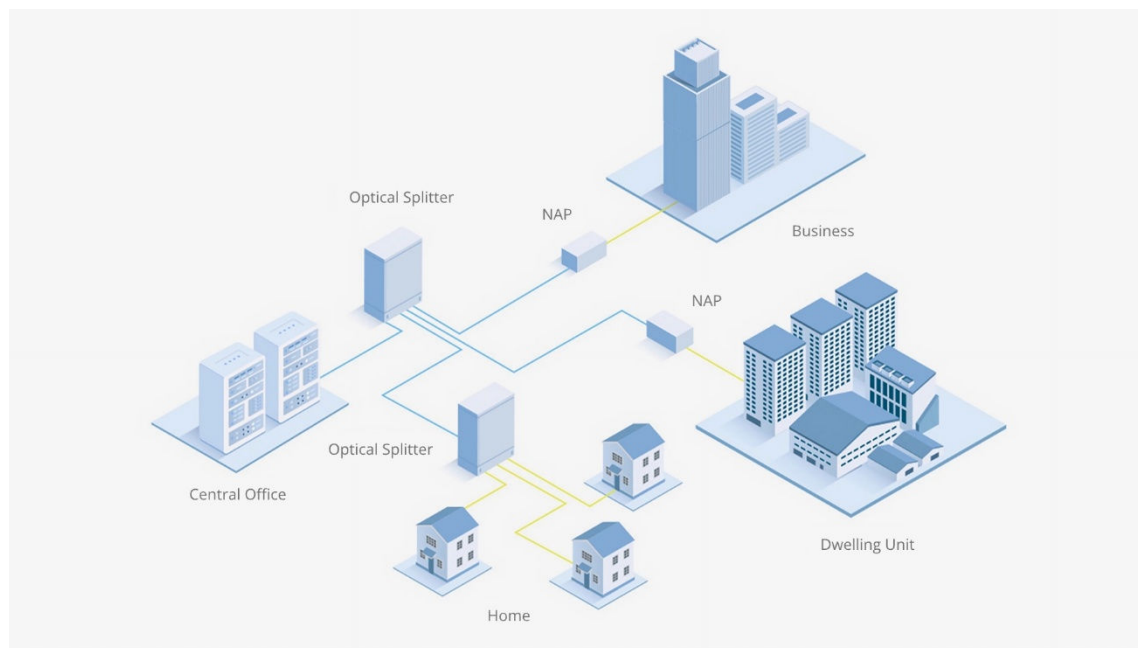 Optical Splitter
NAP
Business
NAP
Optical Splitter
Central Office
Dwelling Unit
Home